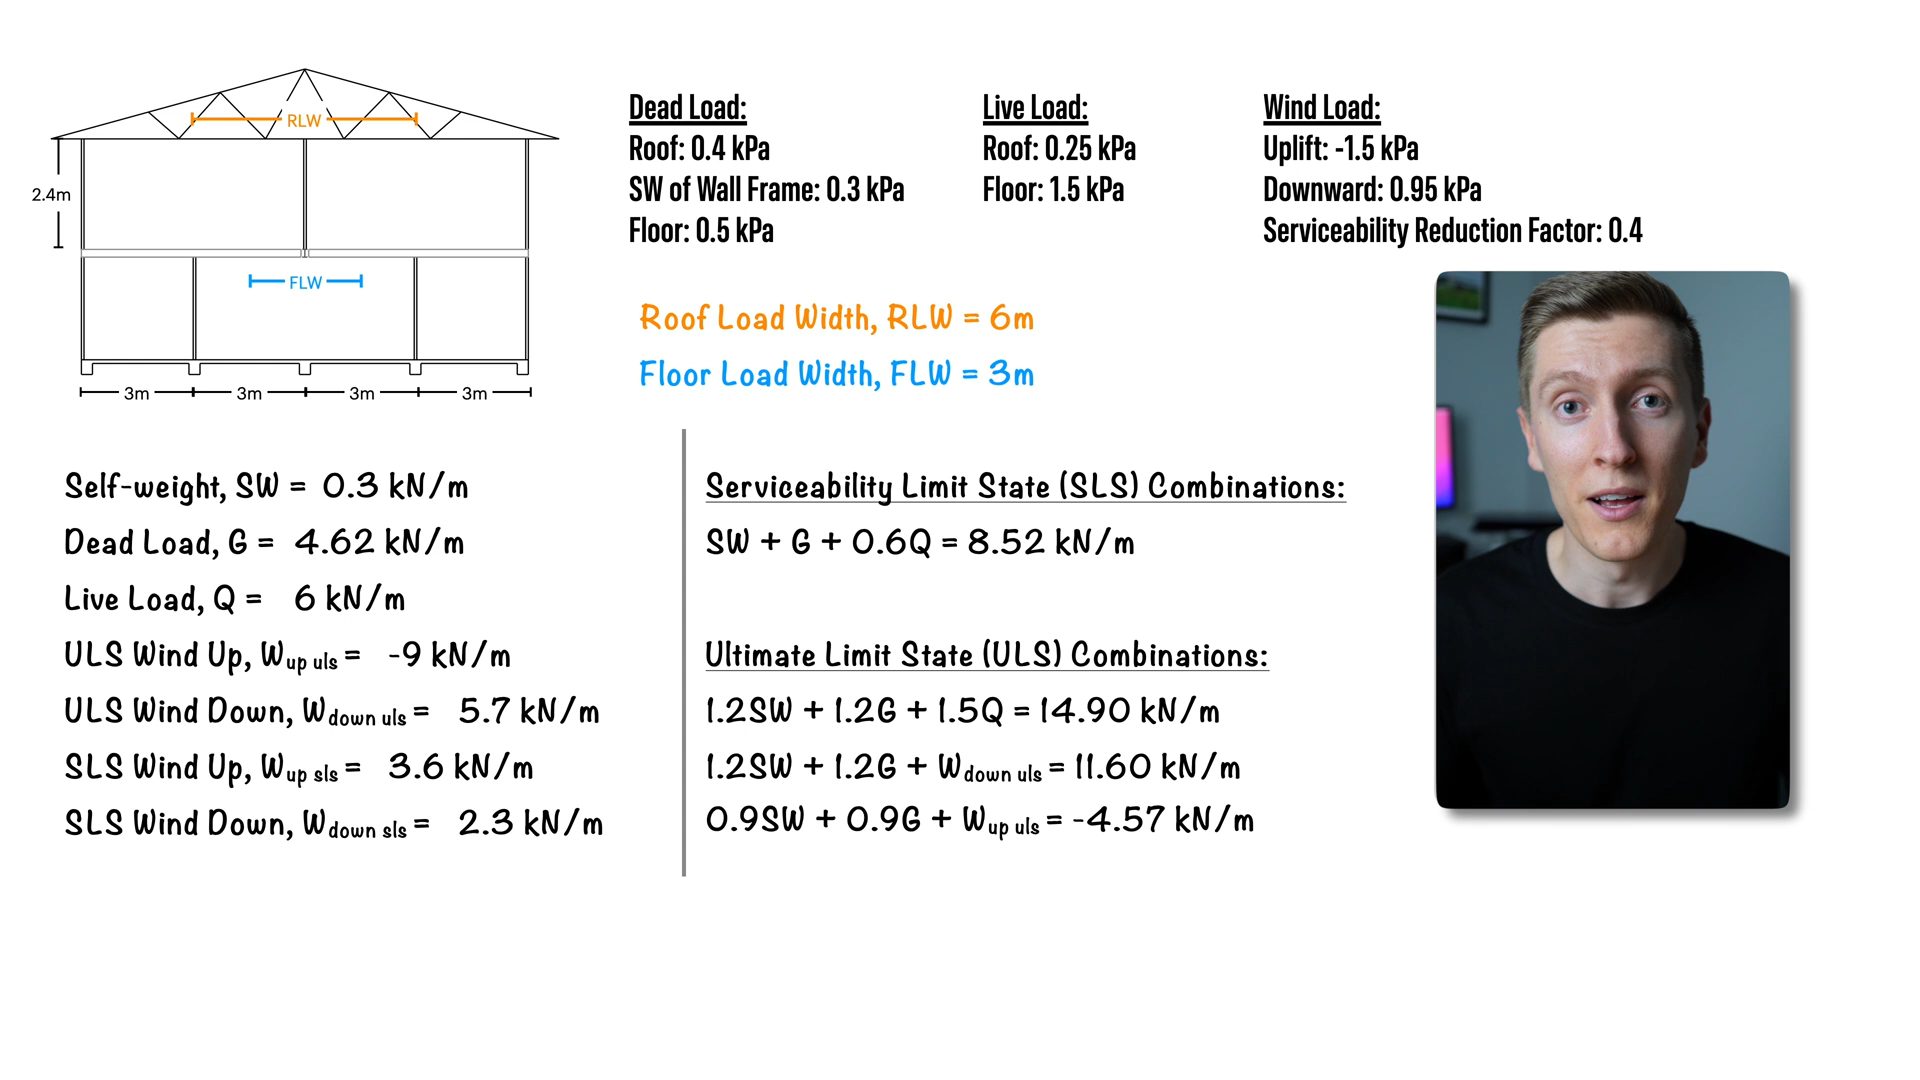 RLW
2.4m
FLW
3m 3m 3m 3m
Dead Load:
Roof: 0.4 kPa
SW of Wall Frame: 0.3 kPa
Floor: 0.5 kPa
Live Load:
Roof: 0.25 kPa
Floor: 1.5 kPa
Wind Load:
Uplift: -1.5 kPa
Downward: 0.95 kPa
Serviceability Reduction Factor: 0.4
Roof Load Width, RLW = 6m
Floor Load Width, FLW = 3m
Self-weight, SW = 0.3 kN/m
Dead Load, G = 4.62 kN/m
Live Load, Q = 6 kN/m
ULS Wind Up, Wup uls = -9 kN/m
ULS Wind Down, Wdown uls = 5.7 kN/m
SLS Wind Up, Wup sls = 3.6 kN/m
SLS Wind Down, Wdown sls = 2.3 kN/m
Serviceability Limit State (SLS) Combinations:
SW + G + 0.6Q = 8.52 kN/m
Ultimate Limit State (ULS) Combinations:
1.2SW + 1.2G + 1.5Q = 14.90 kN/m
1.2SW + 1.2G + Wdown uls = 11.60 kN/m
0.9SW + 0.9G + Wup uls = -4.57 kN/m